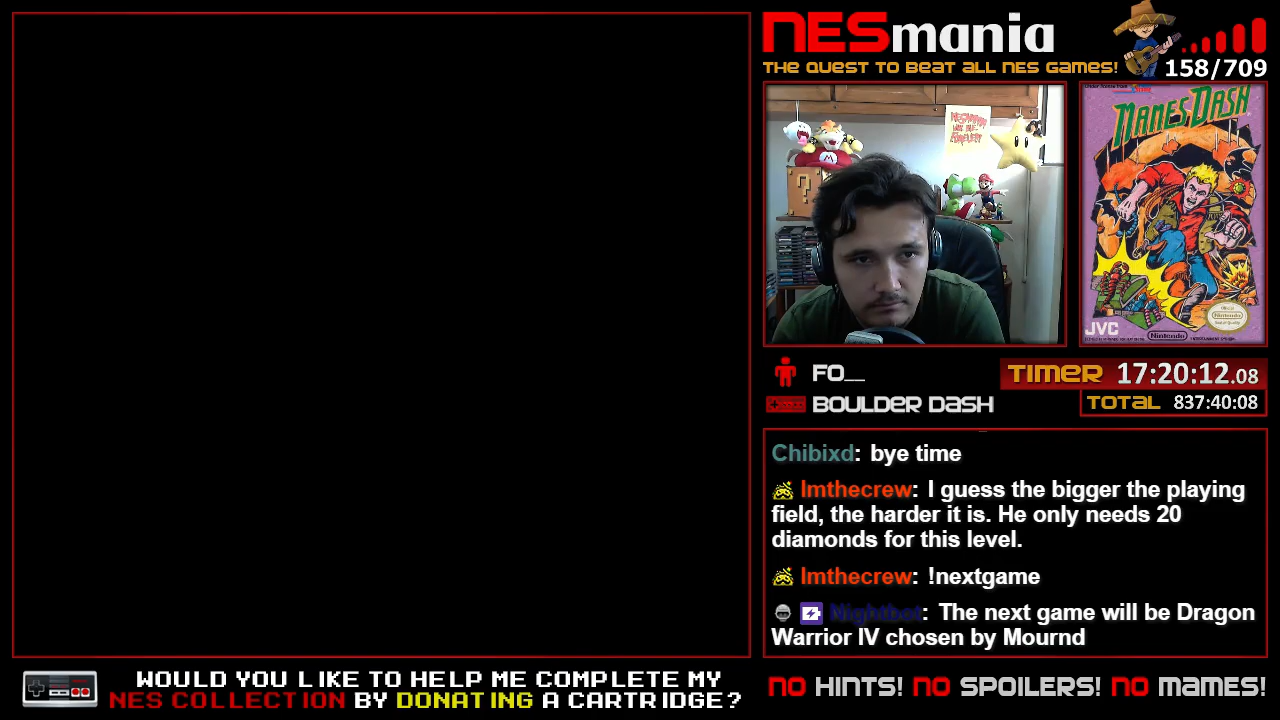 NESmania
THE QUEST TO BEAT ALL NES GAMES!
158/709
MAMES DASH
JVC
Nintendo
FO__
TIMER 17:20:12.08
BOULDER DASH
TOTAL 837:40:08
Chibixd: bye time
Imthecrew: I guess the bigger the playing
field, the harder it is. He only needs 20
diamonds for this level.
Imthecrew: !nextgame
Nightbot: The next game will be Dragon
Warrior IV chosen by Mournd
WOULD YOU LIKE TO HELP ME COMPLETE MY
NES COLLECTION BY DONATING A CARTRIDGE?
NO HINTS! NO SPOILERS! NO MAMES!